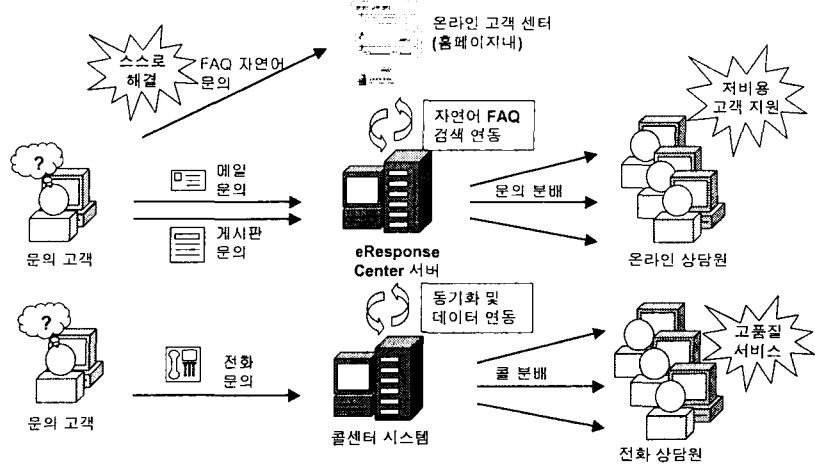 온라인 고객 센터
(홈페이지내)
스스로
해결
FAQ 자연어
문의
저비용
고객 지원
자연어 FAQ
검색 연동
?
메일
문의
문의 분배
게시판
문의
문의 고객
eResponse
Center 서버
온라인 상담원
동기화 및
데이터 연동
?
고품질
서비스
전화
문의
콜 분배
문의 고객
콜센터 시스템
전화 상담원